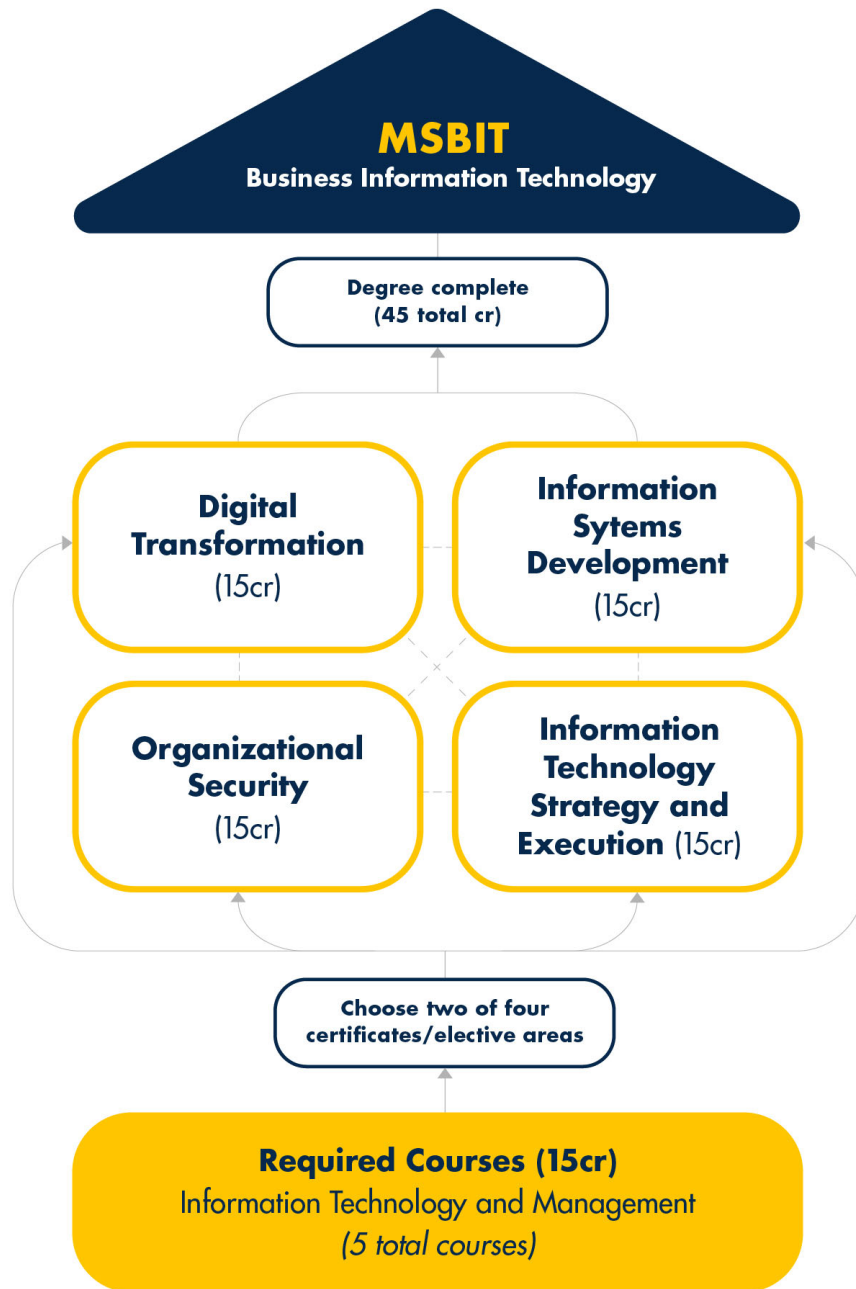 MSBIT
Business Information Technology
Degree complete
(45 total cr)
Digital
Transformation
(15cr)
Information
Sytems
Development
(15cr)
Organizational
Security
(15cr)
Information
Technology
Strategy and
Execution (15cr)
Choose two of four
certificates/elective areas
Required Courses (15cr)
Information Technology and Management
(5 total courses)